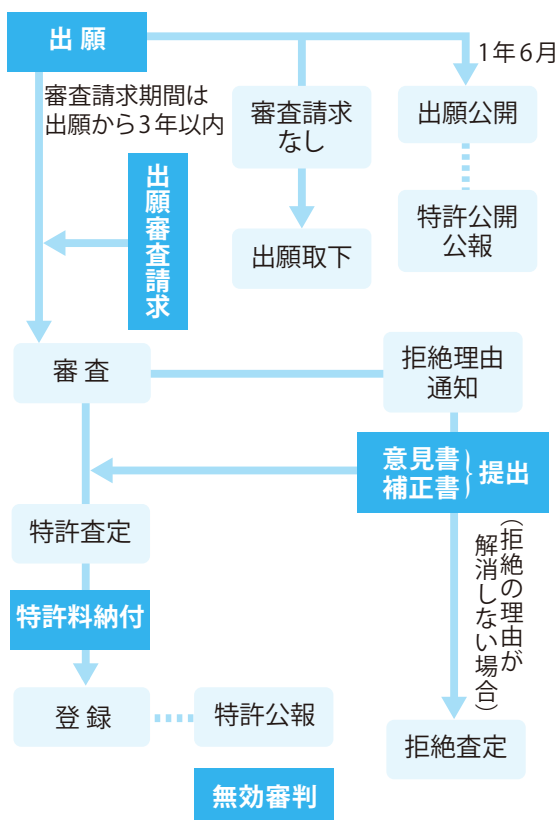 出願
1年6月
審査請求期間は
出願から3年以内
審査請求
なし
出願公開
出願審査請求
特許公開
公報
出願取下
審査
拒絶理由
通知
意見書
補正書
}提出
特許査定
(拒絶の理由が
解消しない場合)
特許料納付
登録
特許公報
拒絶査定
無効審判